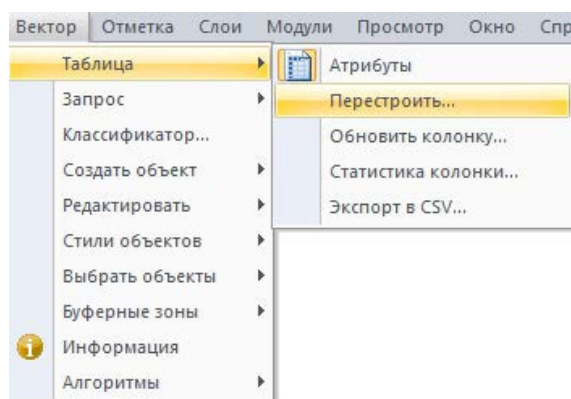 Вектор Отметка Слои Модули Просмотр Окно Спр
Таблица
Запрос
Классификатор...
Создать объект
Редактировать
Стили объектов
Выбрать объекты
Буферные зоны
Информация
Алгоритмы
Атрибуты
Перестроить...
Обновить колонку...
Статистика колонки...
Экспорт в CSV...